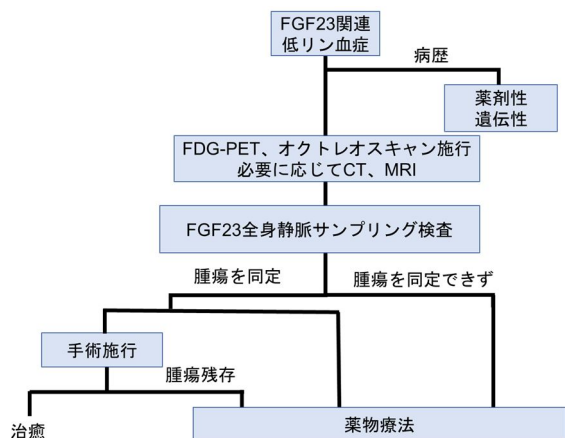 FGF23関連
低リン血症
病歴
薬剤性
遺伝性
FDG-PET、オクトレオスキャン施行
必要に応じてCT、MRI
FGF23全身静脈サンプリング検査
腫瘍を同定
腫瘍を同定できず
手術施行
腫瘍残存
治癒
薬物療法